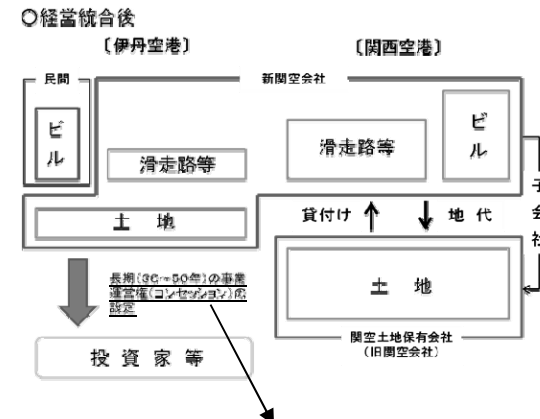 〇経営統合後
〔伊丹空港〕
〔関西空港〕
民間
新関空会社
ビル
滑走路等
滑走路等
ビル
土 地
貸付け
地 代
子会社
長期(30~50年)の事業
運営権(コンセッション)の
設定
土 地
投 資 家 等
関空土地保有会社
(旧関空会社)